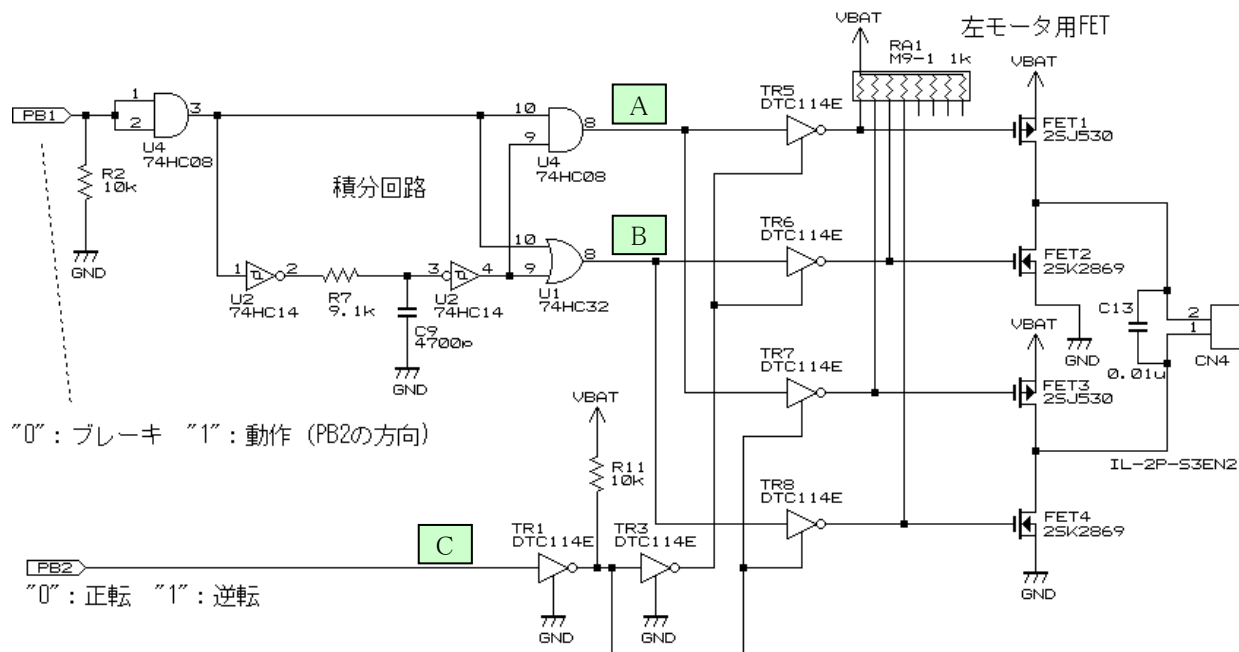 左モータ用FET
VBAT
RA1
M9-1 1k
VBAT
TR5
DTC114E
FET1
2SJ530
PB1
1
2
3
U4
74HC08
R2
10k
GND
積分回路
10
9
8
U4
74HC08
A
TR6
DTC114E
FET2
2SK2869
B
10
9
8
U1
74HC32
1
2
U2
74HC14
R7
9.1k
3
4
U2
74HC14
C9
4700p
GND
VBAT
GND
C13
0.01u
2
1
CN4
IL-2P-S3EN2
TR7
DTC114E
FET3
2SJ530
"0":ブレーキ "1":動作 (PB2の方向)
VBAT
R11
10k
TR8
DTC114E
FET4
2SK2869
GND
C
TR1
DTC114E
TR3
DTC114E
PB2
"0":正転 "1":逆転
GND
GND